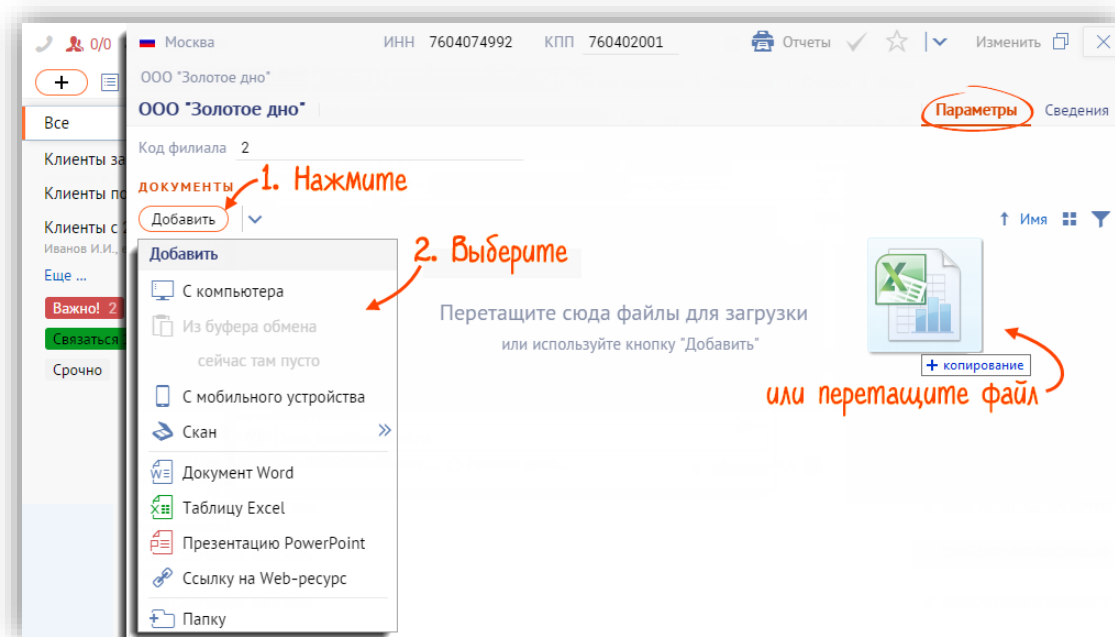 0/0
Москва
ИНН 7604074992 КПП 760402001
Отчеты
Изменить
ООО "Золотое дно"
ООО "Золотое дно"
Параметры
Сведения
Все
Код филиала 2
Клиенты за
Клиенты по
Клиенты с 
Иванов И.И.,
Еще ...
Важно! 2
Связаться
Срочно
ДОКУМЕНТЫ
1. Нажмите
Добавить
Имя
2. Выберите
Добавить
С компьютера
Из буфера обмена
сейчас там пусто
С мобильного устройства
Скан
Документ Word
Таблицу Excel
Презентацию PowerPoint
Ссылку на Web-ресурс
Папку
Перетащите сюда файлы для загрузки
или используйте кнопку "Добавить"
+ копирование
или перетащите файл